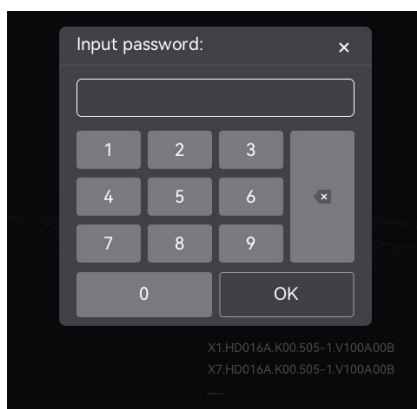 Input password:
×
1 2 3
4 5 6
7 8 9
0 OK
X1.HD016A.K00.505-1.V100A00B
X7.HD016A.K00.505-1.V100A00B
......